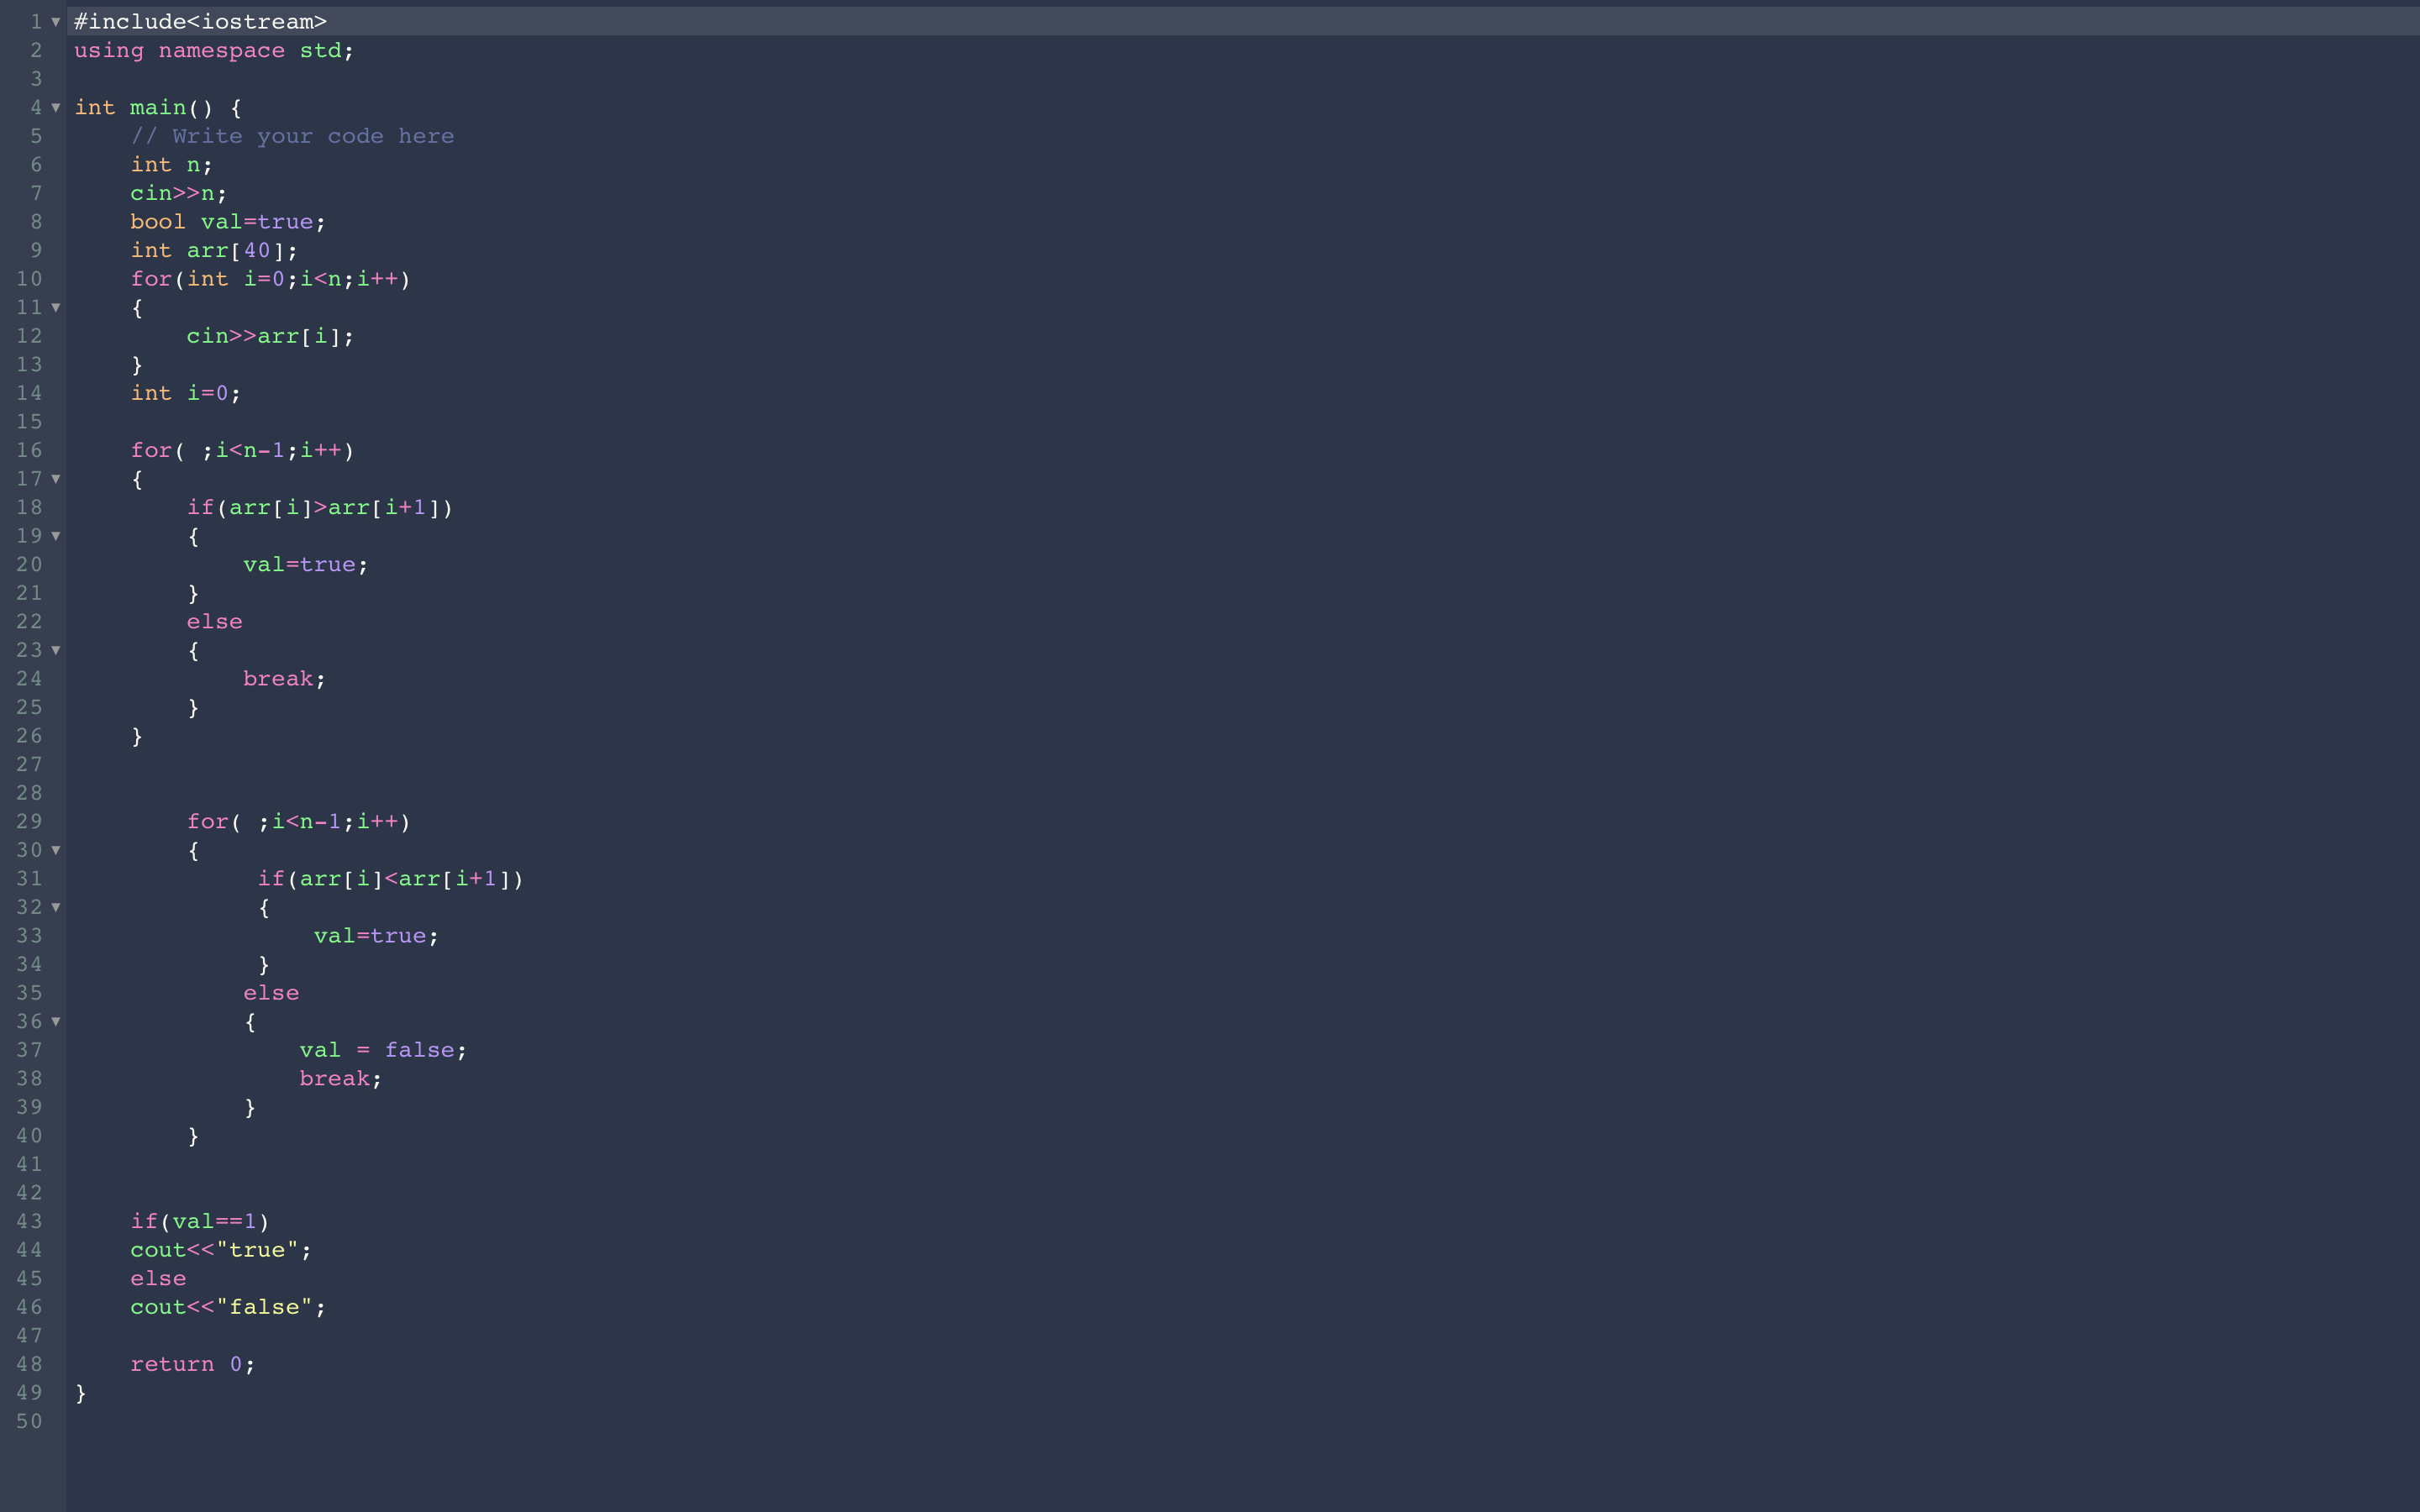 1 #include<iostream>
2 using namespace std;
3
4 int main() {
5     // Write your code here
6     int n;
7     cin>>n;
8     bool val=true;
9     int arr[40];
10     for(int i=0;i<n;i++)
11     {
12         cin>>arr[i];
13     }
14     int i=0;
15
16     for( ;i<n-1;i++)
17     {
18         if(arr[i]>arr[i+1])
19         {
20             val=true;
21         }
22         else
23         {
24             break;
25         }
26     }
27
28
29         for( ;i<n-1;i++)
30         {
31              if(arr[i]<arr[i+1])
32              {
33                  val=true;
34              }
35             else
36             {
37                 val = false;
38                 break;
39             }
40         }
41
42
43     if(val==1)
44     cout<<"true";
45     else
46     cout<<"false";
47
48     return 0;
49 }
50